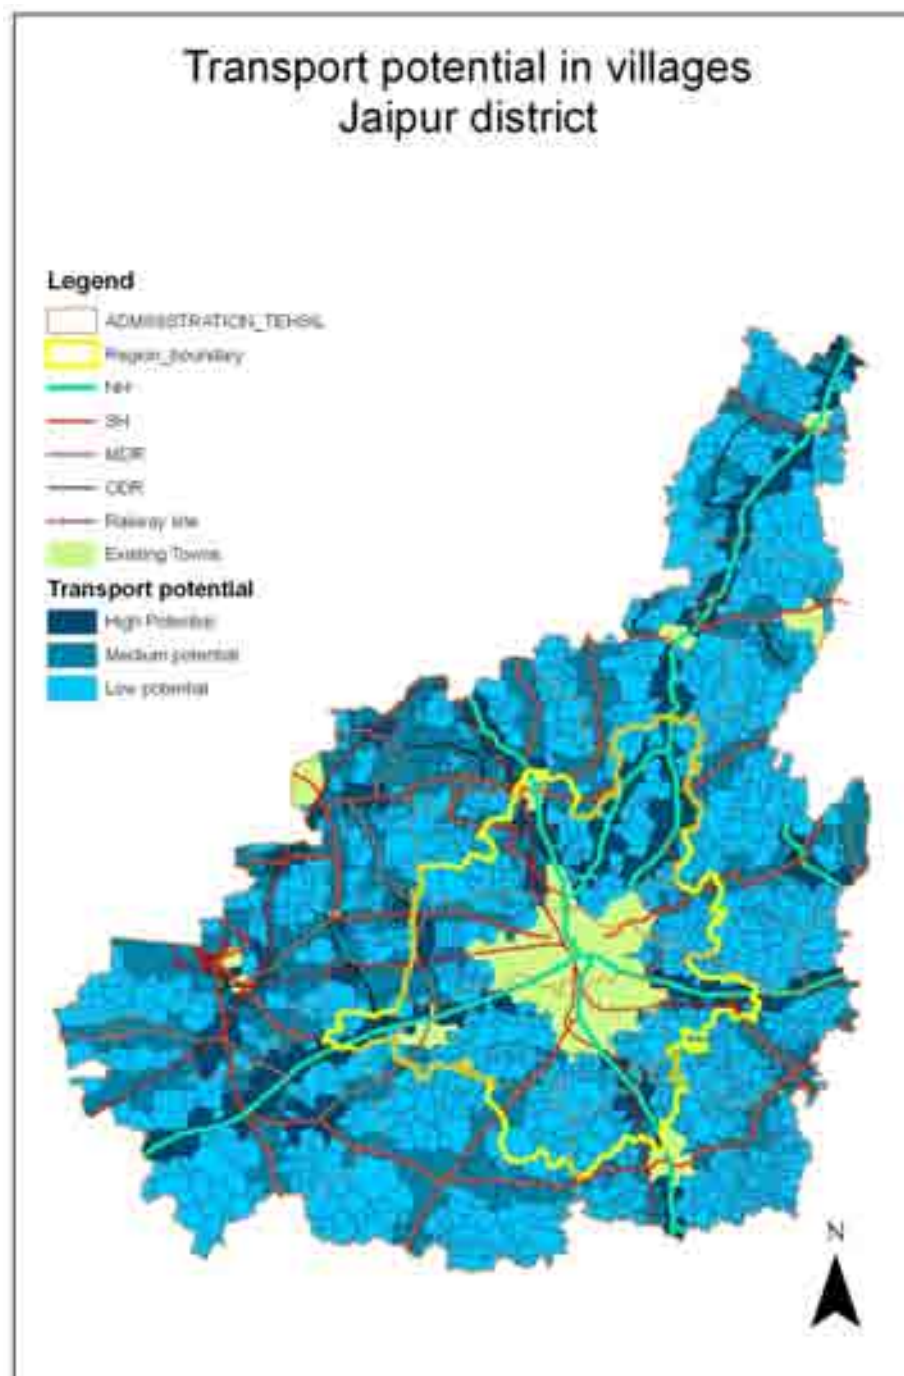 Transport potential in villages
Jaipur district
Legend
ADMINISTRATION_TEHSIL
Region_boundary
NH
SH
MDR
ODR
Railway line
Existing Towns
Transport potential
High Potential
Medium potential
Low potential
N